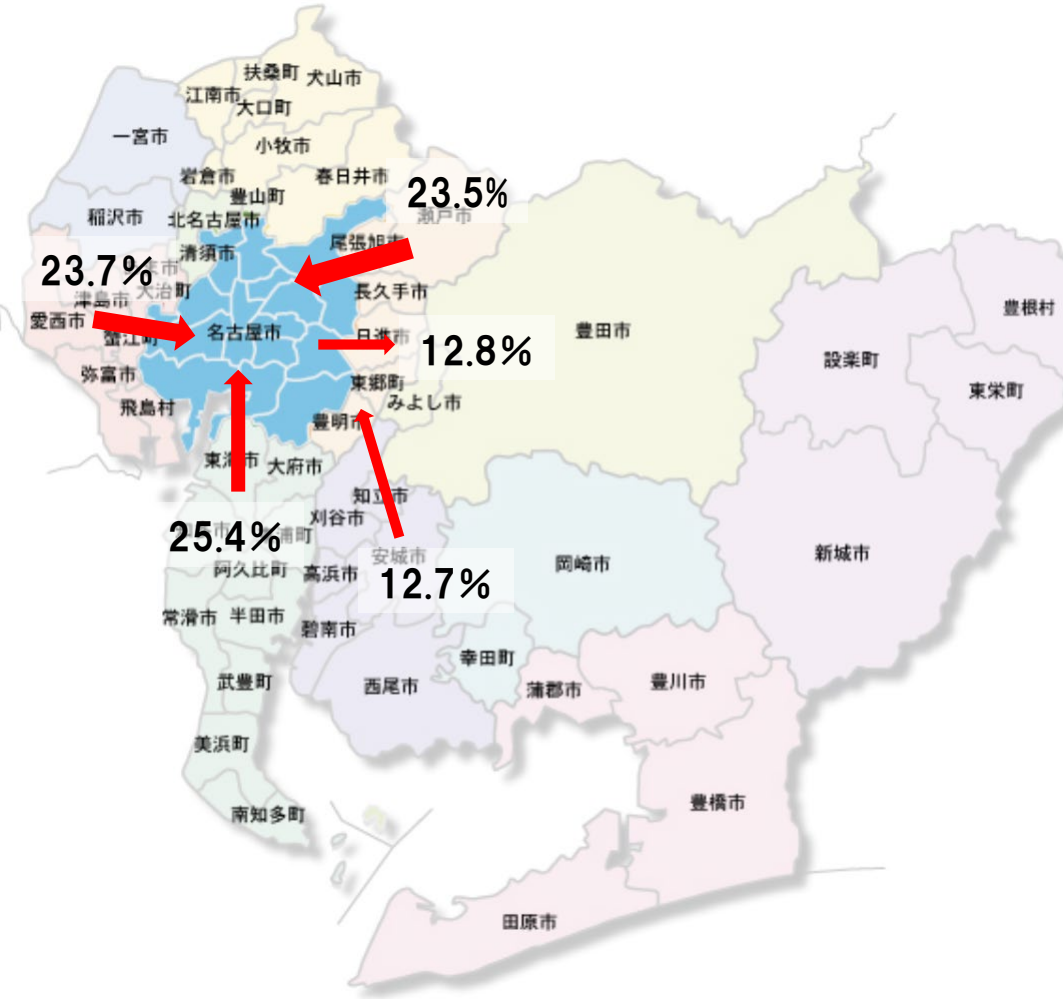 扶桑町
犬山市
江南市
大口町
一宮市
小牧市
岩倉市
春日井市
豊山町
23.5%
稲沢市
北名古屋市
瀬戸市
尾張旭市
清須市
23.7%
市
大治町
津島市
長久手市
愛西市
蟹江町
名古屋市
日進市
豊田市
豊根村
12.8%
設楽町
弥富市
東郷町
東栄町
飛島村
みよし市
豊明市
東海市
大府市
知立市
刈谷市
25.4%
市
浦町
安城市
新城市
岡崎市
阿久比町
高浜市
12.7%
常滑市
半田市
碧南市
幸田町
武豊町
西尾市
蒲郡市
豊川市
美浜町
豊橋市
南知多町
田原市